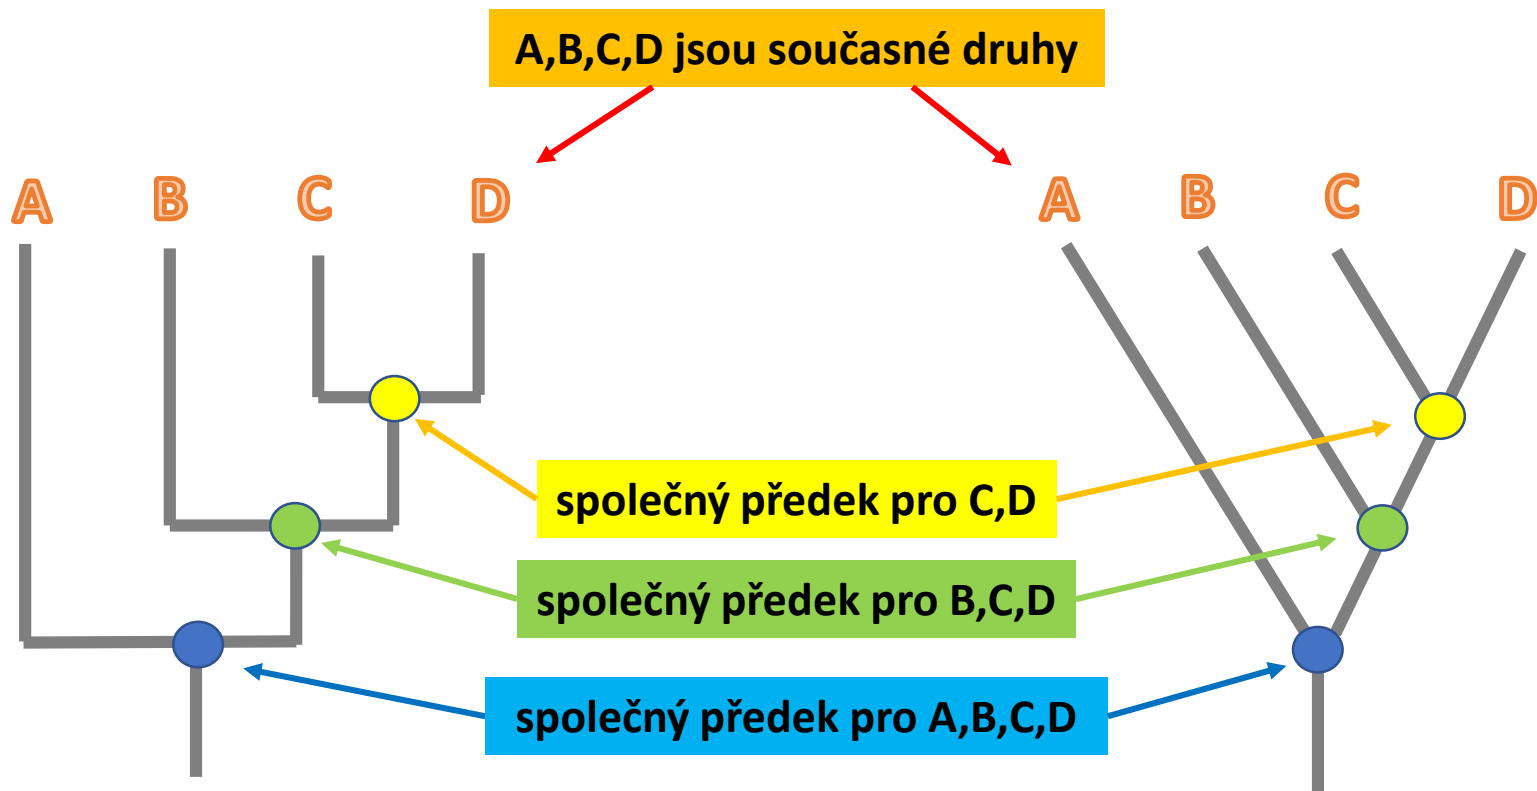 A,B,C,D jsou současné druhy
A B C D
A B C D
společný předek pro C,D
společný předek pro B,C,D
společný předek pro A,B,C,D